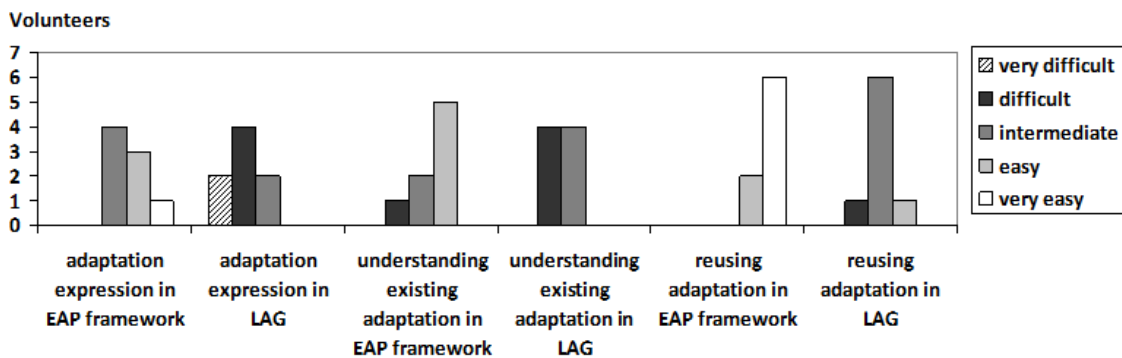 Volunteers
7
6
5
4
3
2
1
0
very difficult
difficult
intermediate
easy
very easy
adaptation
expression in
EAP framework
adaptation
expression in
LAG
understanding
existing
adaptation in
EAP framework
understanding
existing
adaptation in
LAG
reusing
adaptation in
EAP framework
reusing
adaptation in
LAG